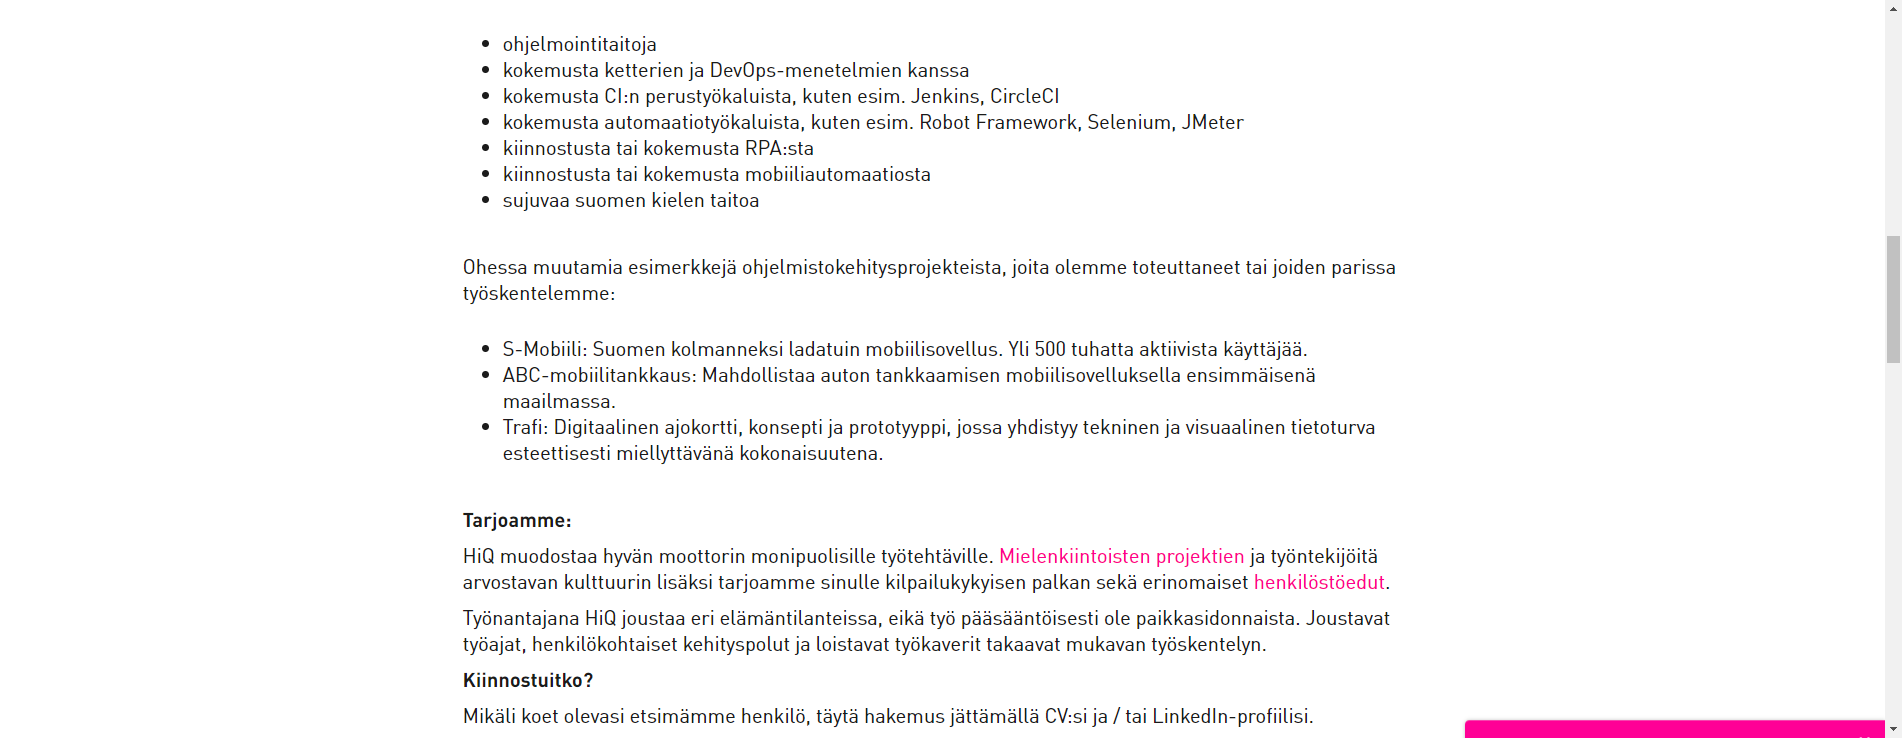 ohjelmointitaitoja
kokemusta ketterien ja DevOps-menetelmien kanssa
kokemusta CI:n perustyökaluista, kuten esim. Jenkins, CircleCI
kokemusta automaatiotyökaluista, kuten esim. Robot Framework, Selenium, JMeter
kiinnostusta tai kokemusta RPA:sta
kiinnostusta tai kokemusta mobiiliautomaatiosta
sujuvaa suomen kielen taitoa
Ohessa muutamia esimerkkejä ohjelmistokehitysprojekteista, joita olemme toteuttaneet tai joiden parissa
työskentelemme:
S-Mobiili: Suomen kolmanneksi ladatuin mobiilisovellus. Yli 500 tuhatta aktiivista käyttäjää.
ABC-mobiilitankkaus: Mahdollistaa auton tankkaamisen mobiilisovelluksella ensimmäisenä
maailmassa.
Trafi: Digitaalinen ajokortti, konsepti ja prototyyppi, jossa yhdistyy tekninen ja visuaalinen tietoturva
esteettisesti miellyttävänä kokonaisuutena.
Tarjoamme:
HiQ muodostaa hyvän moottorin monipuolisille työtehtäville. Mielenkiintoisten projektien ja työntekijöitä
arvostavan kulttuurin lisäksi tarjoamme sinulle kilpailukykyisen palkan sekä erinomaiset henkilöstöedut.
Työnantajana HiQ joustaa eri elämäntilanteissa, eikä työ pääsääntöisesti ole paikkasidonnaista. Joustavat
työajat, henkilökohtaiset kehityspolut ja loistavat työkaverit takaavat mukavan työskentelyn.
Kiinnostuitko?
Mikäli koet olevasi etsimämme henkilö, täytä hakemus jättämällä CV:si ja / tai LinkedIn-profiilisi.